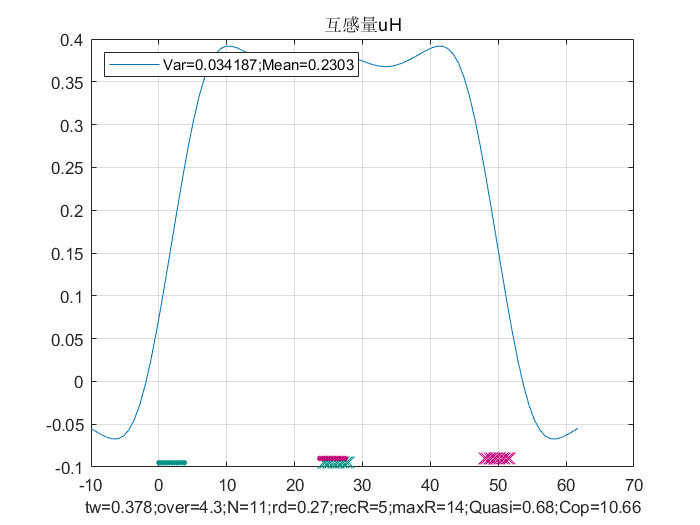 互感量uH
Var=0.034187;Mean=0.2303
0.4
0.35
0.3
0.25
0.2
0.15
0.1
0.05
0
-0.05
-0.1
-10 0 10 20 30 40 50 60 70
tw=0.378;over=4.3;N=11;rd=0.27;recR=5;maxR=14;Quasi=0.68;Cop=10.66